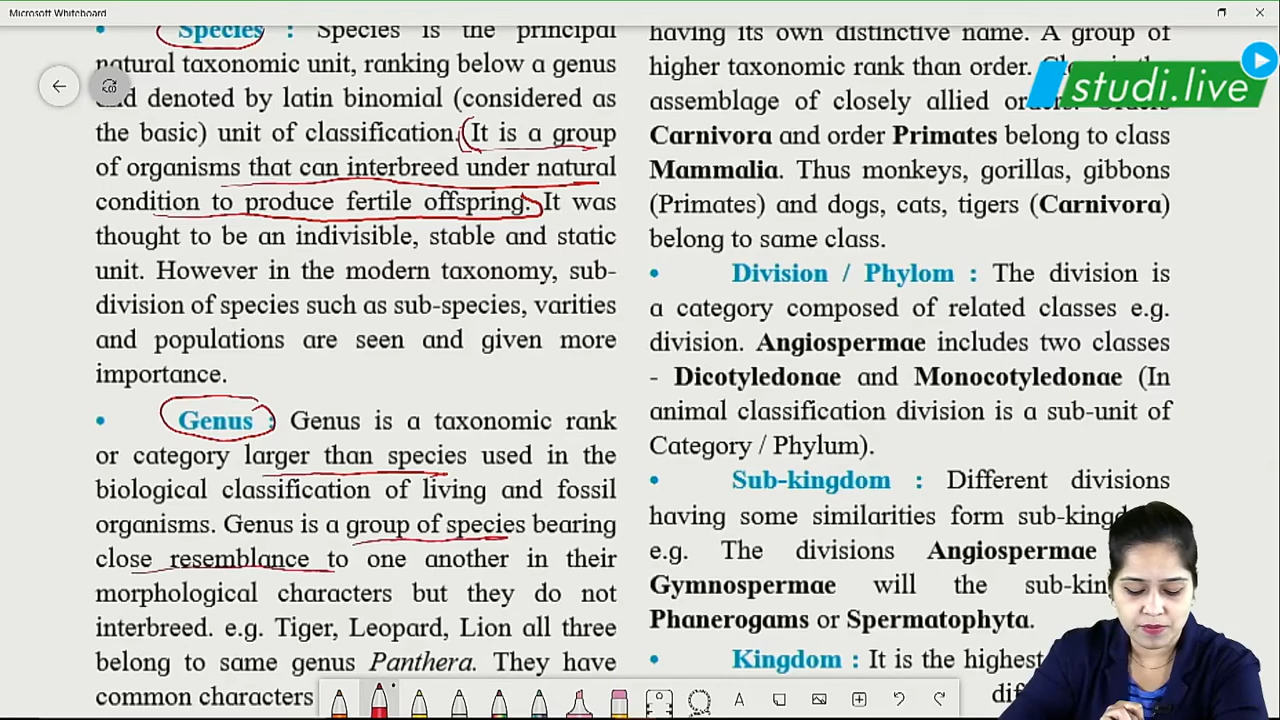 Microsoft Whiteboard
• Species : Species is the principal
natural taxonomic unit, ranking below a genus
and denoted by latin binomial (considered as
the basic) unit of classification. It is a group
of organisms that can interbreed under natural
condition to produce fertile offspring. It was
thought to be an indivisible, stable and static
unit. However in the modern taxonomy, sub-
division of species such as sub-species, varities
and populations are seen and given more
importance.
• Genus : Genus is a taxonomic rank
or category larger than species used in the
biological classification of living and fossil
organisms. Genus is a group of species bearing
close resemblance to one another in their
morphological characters but they do not
interbreed. e.g. Tiger, Leopard, Lion all three
belong to same genus Panthera. They have
common characters
having its own distinctive name. A group of
higher taxonomic rank than order.
assemblage of closely allied
Carnivora and order Primates belong to class
Mammalia. Thus monkeys, gorillas, gibbons
(Primates) and dogs, cats, tigers (Carnivora)
belong to same class.
• Division / Phylom : The division is
a category composed of related classes e.g.
division. Angiospermae includes two classes
- Dicotyledonae and Monocotyledonae (In
animal classification division is a sub-unit of
Category / Phylum).
• Sub-kingdom : Different divisions
having some similarities form
e.g. The divisions Angiospermae
Gymnospermae will the
Phanerogams or Spermatophyta.
• Kingdom : It is the highest
studi.live
A